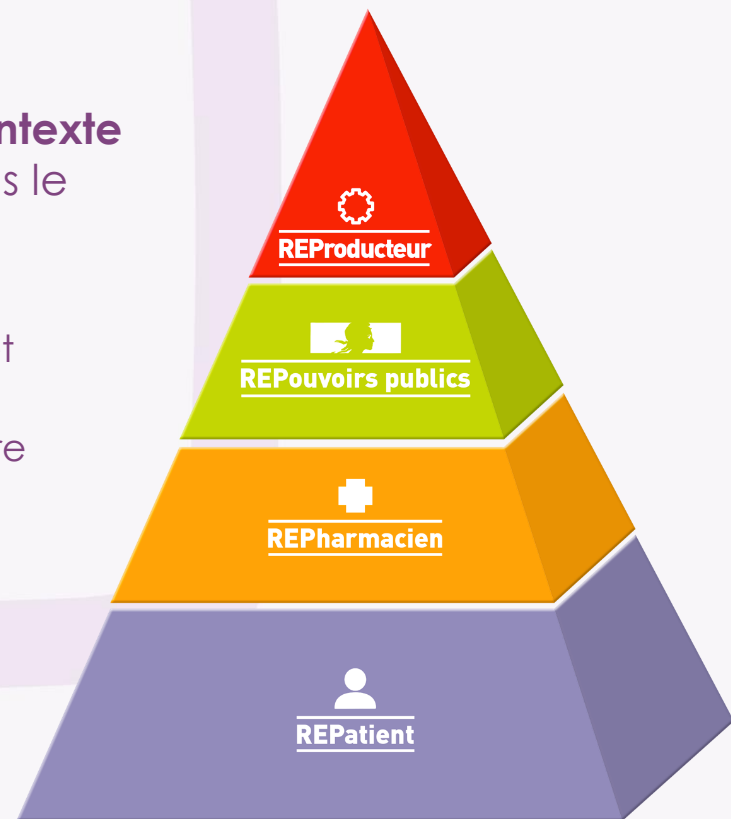 ntexte
s le
t
re
REProducteur
REPouvoirs publics
REPharmacien
REPatient